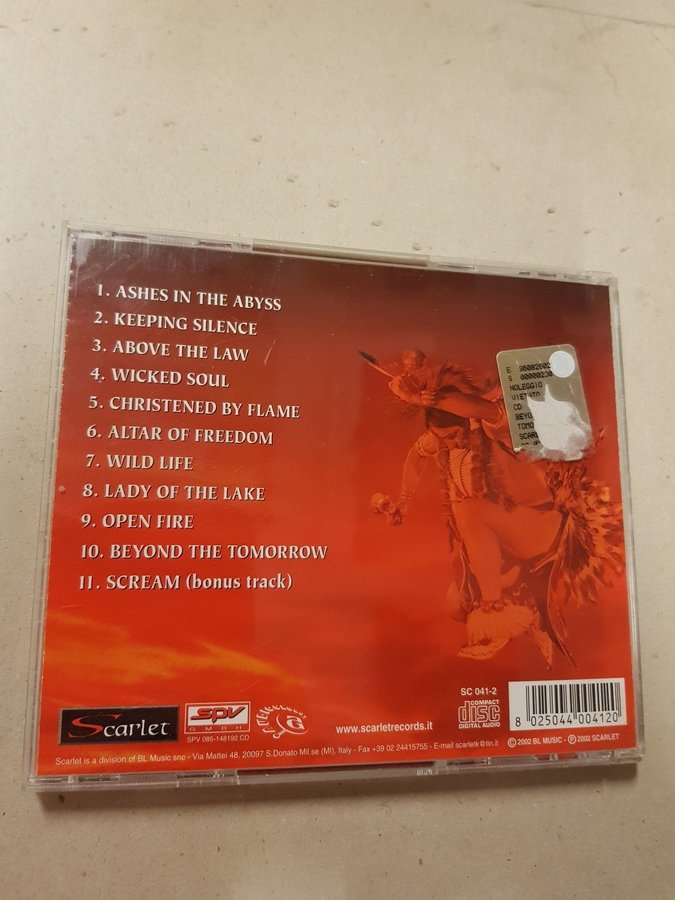 1. ASHES IN THE ABYSS
2. KEEPING SILENCE
3. ABOVE THE LAW
4. WICKED SOUL
5. CHRISTENED BY FLAME
6. ALTAR OF FREEDOM
7. WILD LIFE
8. LADY OF THE LAKE
9. OPEN FIRE
10. BEYOND THE TOMORROW
11. SCREAM (bonus track)
NOLEGGIO
VIETATO
CD
SC 041-2
Scarlet
SPV
GMBH
SPV 085-148192 CD
www.scarletrecords.it
COMPACT
disc
DIGITAL AUDIO
8 025044 004120
© 2002 BL MUSIC - ℗ 2002 SCARLET
Scarlet is a division of BL Music snc - Via Mattei 48, 20097 S.Donato Mil.se (MI), Italy - Fax +39 02 24415755 - E-mail scarletk@tin.it